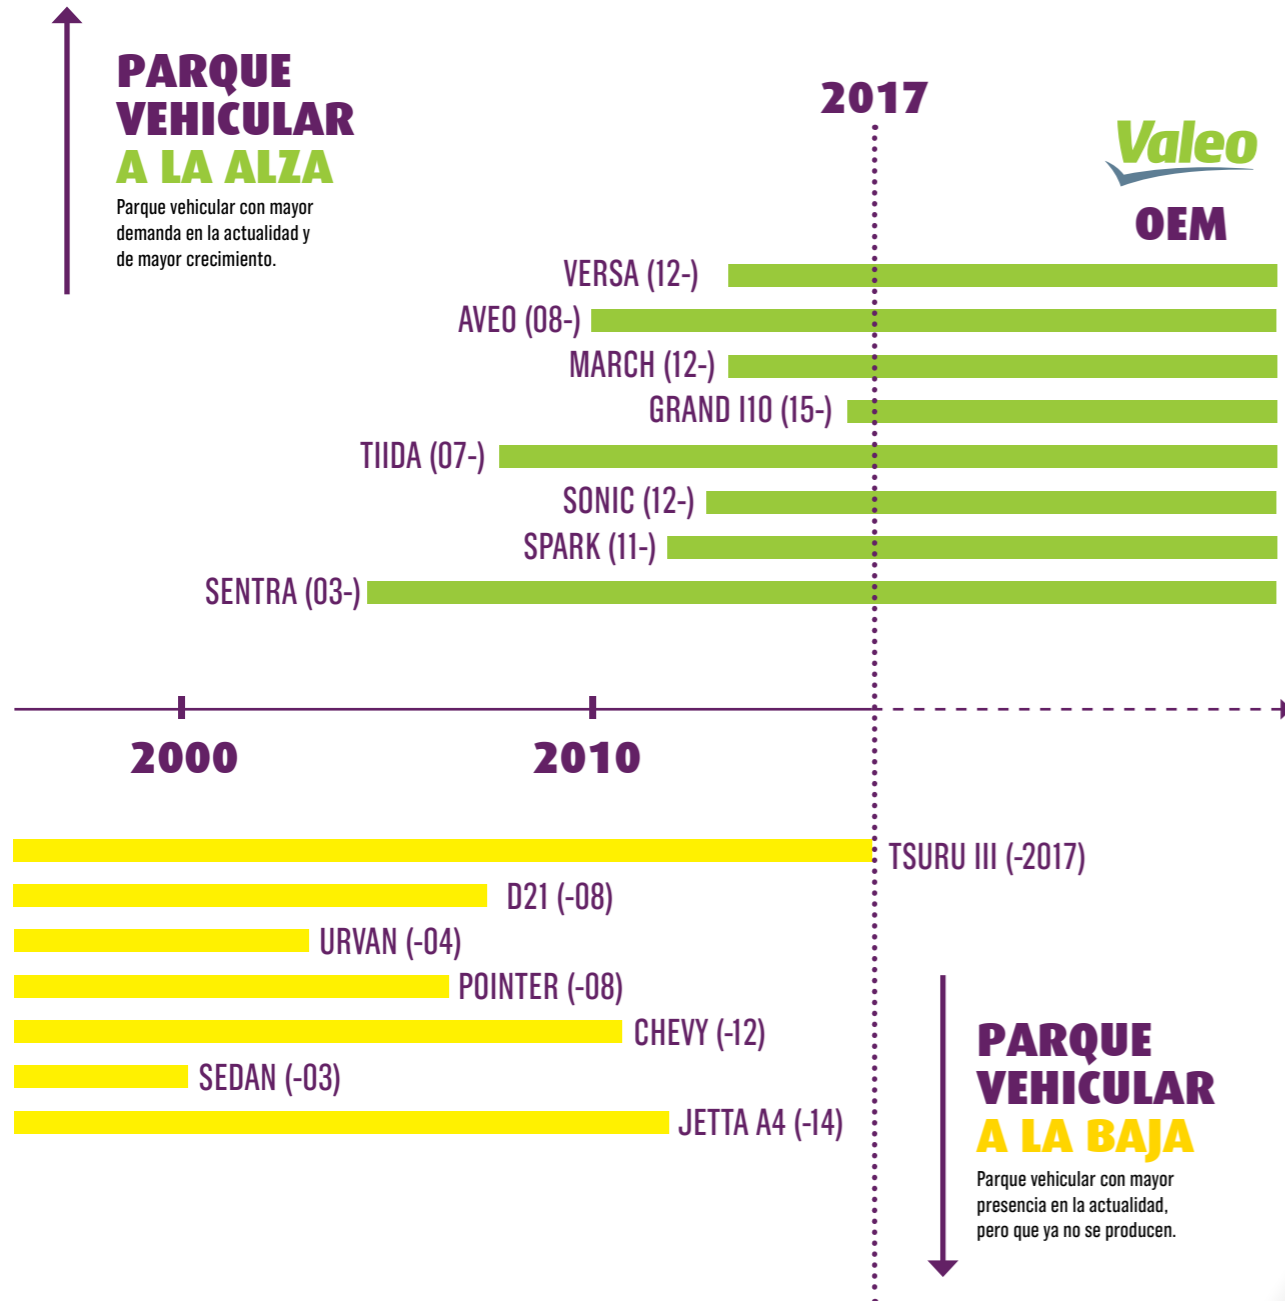 PARQUE
VEHICULAR
A LA ALZA
Parque vehicular con mayor
demanda en la actualidad y
de mayor crecimiento.
2017
Valeo
OEM
VERSA (12-)
AVEO (08-)
MARCH (12-)
GRAND I10 (15-)
TIIDA (07-)
SONIC (12-)
SPARK (11-)
SENTRA (03-)
2000
2010
TSURU III (-2017)
D21 (-08)
URVAN (-04)
POINTER (-08)
CHEVY (-12)
SEDAN (-03)
JETTA A4 (-14)
PARQUE
VEHICULAR
A LA BAJA
Parque vehicular con mayor
presencia en la actualidad,
pero que ya no se producen.